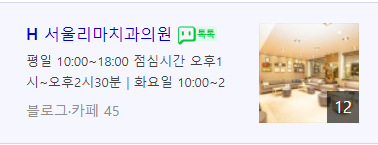 H 서울리마치과의원 톡톡
평일 10:00~18:00 점심시간 오후1
시~오후2시30분 | 화요일 10:00~2
블로그·카페 45
12